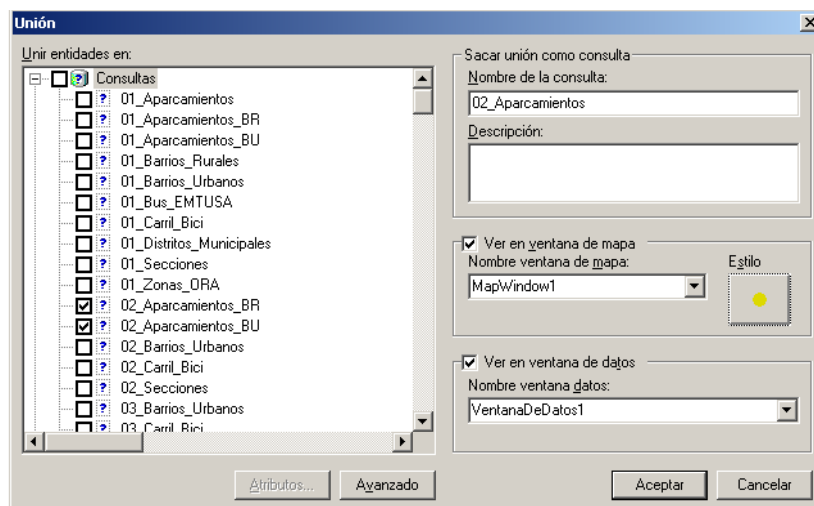 Unión
Unir entidades en:
Consultas
01_Aparcamientos
01_Aparcamientos_BR
01_Aparcamientos_BU
01_Barrios_Rurales
01_Barrios_Urbanos
01_Bus_EMTUSA
01_Carril_Bici
01_Distritos_Municipales
01_Secciones
01_Zonas_ORA
02_Aparcamientos_BR
02_Aparcamientos_BU
02_Barrios_Urbanos
02_Carril_Bici
02_Secciones
03_Barrios_Urbanos
03_Carril_Bici
Atributos...
Avanzado
Sacar unión como consulta
Nombre de la consulta:
02_Aparcamientos
Descripción:
Ver en ventana de mapa
Nombre ventana de mapa:
Estilo
MapWindow1
Ver en ventana de datos
Nombre ventana datos:
VentanaDeDatos1
Aceptar
Cancelar